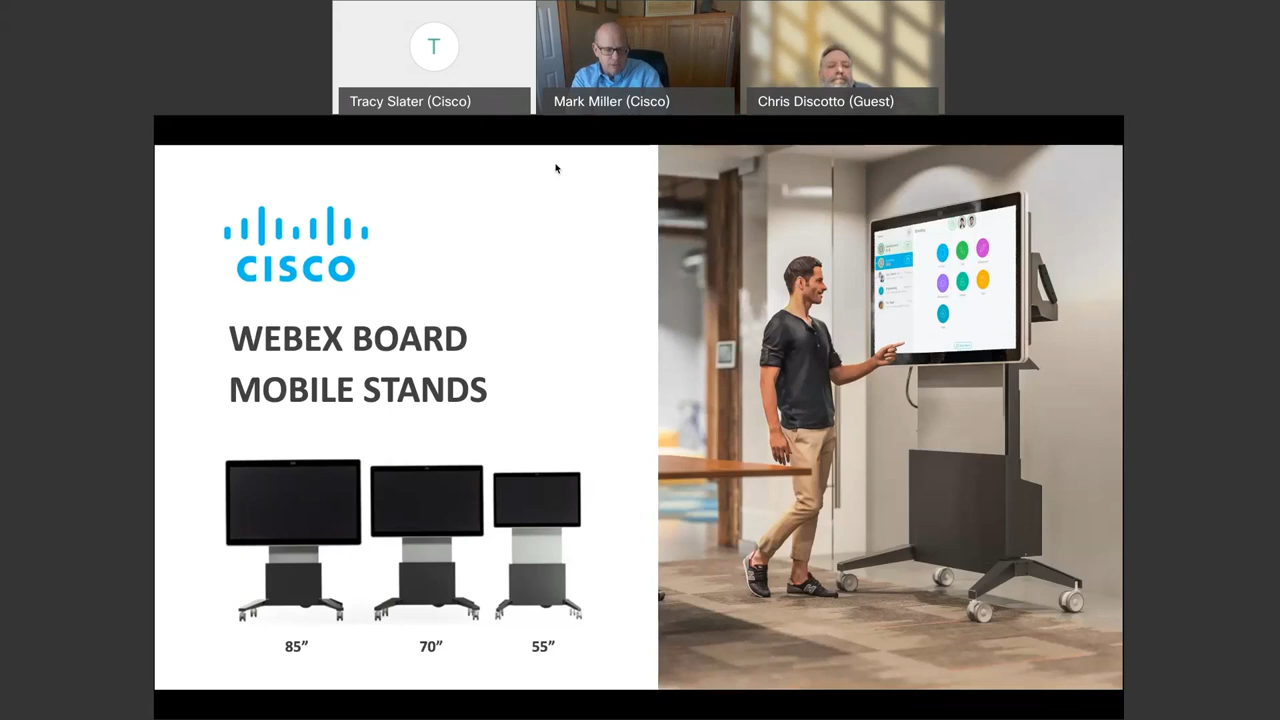 T
Tracy Slater (Cisco)
Mark Miller (Cisco)
Chris Discotto (Guest)
CISCO
WEBEX BOARD
MOBILE STANDS
85”
70”
55”